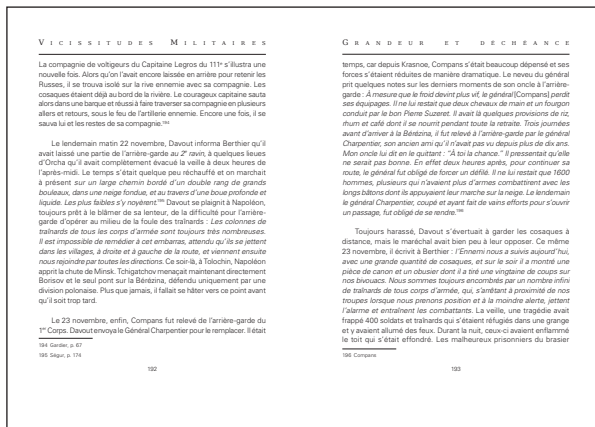 Vicissitudes Militaires
La compagnie de voltigeurs du Capitaine Legros du 111e s'illustra une
nouvelle fois. Alors qu'on l'avait encore laissée en arrière pour retenir les
Russes, il se trouva isolé sur la rive ennemie avec sa compagnie. Les
cosaques étaient déjà au bord de la rivière. Le courageux capitaine sauta
alors dans une barque et réussi à faire traverser sa compagnie en plusieurs
allers et retours, sous le feu de l'artillerie ennemie. Encore une fois, il se
sauva lui et les restes de sa compagnie.194
Le lendemain matin 22 novembre, Davout informa Berthier qu'il
avait laissé une partie de l'arrière-garde au 2e ravin, à quelques lieues
d'Orcha qu'il avait complètement évacué la veille à deux heures de
l'après-midi. Le temps s'était quelque peu réchauffé et on marchait
à présent sur un large chemin bordé d'un double rang de grands
bouleaux, dans une neige fondue, et au travers d'une boue profonde et
liquide. Les plus faibles s'y noyèrent.195 Davout se plaignit à Napoléon,
toujours prêt à le blâmer de sa lenteur, de la difficulté pour l'arrière-
garde d'opérer au milieu de la foule des traînards : Les colonnes de
traînards de tous les corps d'armée sont toujours très nombreuses.
Il est impossible de remédier à cet embarras, attendu qu'ils se jettent
dans les villages, à droite et à gauche de la route, et viennent ensuite
nous rejoindre par toutes les directions. Ce soir-là, à Tolochin, Napoléon
apprit la chute de Minsk. Tchigatchov menaçait maintenant directement
Borisov et le seul pont sur la Bérézina, défendu uniquement par une
division polonaise. Plus que jamais, il fallait se hâter vers ce point avant
qu'il soit trop tard.
Le 23 novembre, enfin, Compans fut relevé de l'arrière-garde du
1er Corps. Davout envoya le Général Charpentier pour le remplacer. Il était
194 Gerdier, p. 67
195 Ségur, p. 174
192
Grandeur et déchéance
temps, car depuis Krasnoe, Compans s'était beaucoup dépensé et ses
forces s'étaient réduites de manière dramatique. Le neveu du général
prit quelques notes sur les derniers moments de son oncle à l'arrière-
garde : À mesure que le froid devint plus vif, le général [Compans] perdit
ses équipages. Il ne lui restait que deux chevaux de main et un fourgon
conduit par le bon Pierre Suzeret. Il avait là quelques provisions de riz,
rhum et café dont il se nourrit pendant toute la retraite. Trois journées
avant d'arriver à la Bérézina, il fut relevé à l'arrière-garde par le général
Charpentier, son ancien ami qu'il n'avait pas vu depuis plus de dix ans.
Mon oncle lui dit en le quittant : "À toi la chance." Il pressentait qu'elle
ne serait pas bonne. En effet deux heures après, pour continuer sa
route, le général fut obligé de forcer un défilé. Il ne lui restait que 1600
hommes, plusieurs qui n'avaient plus d'armes combattirent avec les
longs bâtons dont ils appuyaient leur marche sur la neige. Le lendemain
le général Charpentier, coupé et ayant fait de vains efforts pour s'ouvrir
un passage, fut obligé de se rendre.196
Toujours harassé, Davout s'évertuait à garder les cosaques à
distance, mais le maréchal avait bien peu à leur opposer. Ce même
23 novembre, il écrivit à Berthier : l'Ennemi nous a suivis aujourd'hui,
avec une grande quantité de cosaques, et sur le soir il a montré une
pièce de canon et un obusier dont il a tiré une vingtaine de coups sur
nos bivouacs. Nous sommes toujours encombrés par un nombre infini
de traînards de tous corps d'armée, qui, s'arrêtant à proximité de nos
troupes lorsque nous prenons position et à la moindre alerte, jettent
l'alarme et entraînent les combattants. La veille, une tragédie avait
frappé 400 soldats et traînards qui s'étaient réfugiés dans une grange
et y avaient allumé des feux. Durant la nuit, ceux-ci avaient enflammé
le toit qui s'était effondré. Les malheureux prisonniers du brasier
196 Compans
193